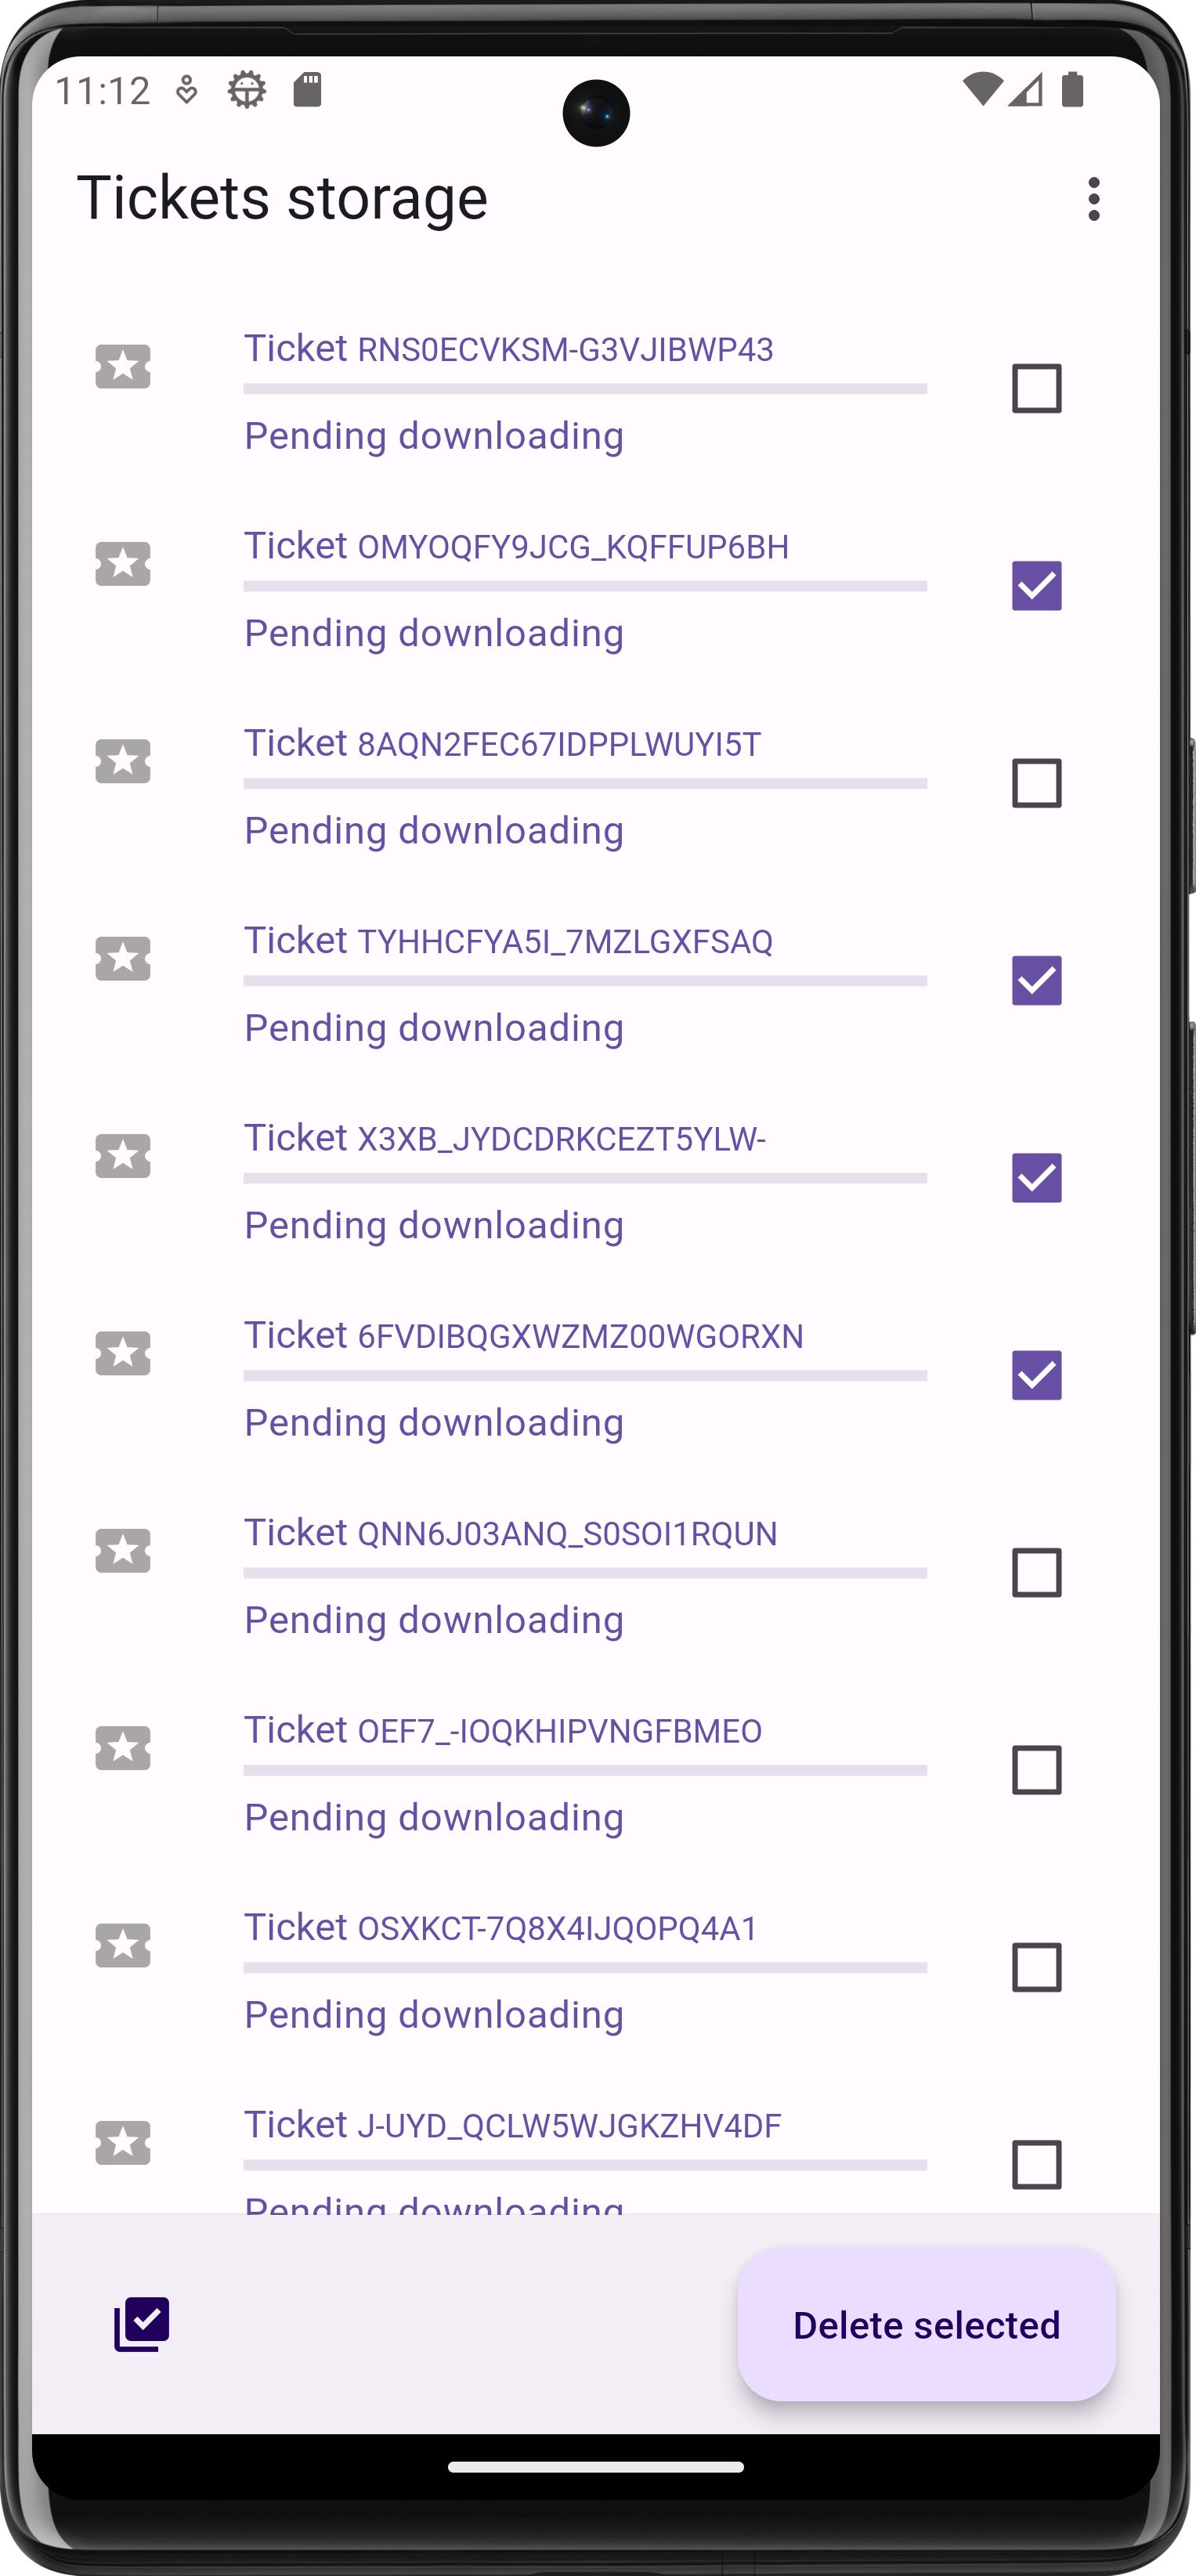 11:12
Tickets storage
Ticket RNS0ECVKSM-G3VJIBWP43
Pending downloading
Ticket OMYOQFY9JCG_KQFFUP6BH
Pending downloading
Ticket 8AQN2FEC67IDPPLWUYI5T
Pending downloading
Ticket TYHHCFYA5I_7MZLGXFSAQ
Pending downloading
Ticket X3XB_JYDCDRKCEZT5YLW-
Pending downloading
Ticket 6FVDIBQGXWZMZ00WGORXN
Pending downloading
Ticket QNN6J03ANQ_S0SOI1RQUN
Pending downloading
Ticket OEF7_-IOQKHIPVNGFBMEO
Pending downloading
Ticket OSXKCT-7Q8X4IJQOPQ4A1
Pending downloading
Ticket J-UYD_QCLW5WJGKZHV4DF
Pending downloading
Delete selected